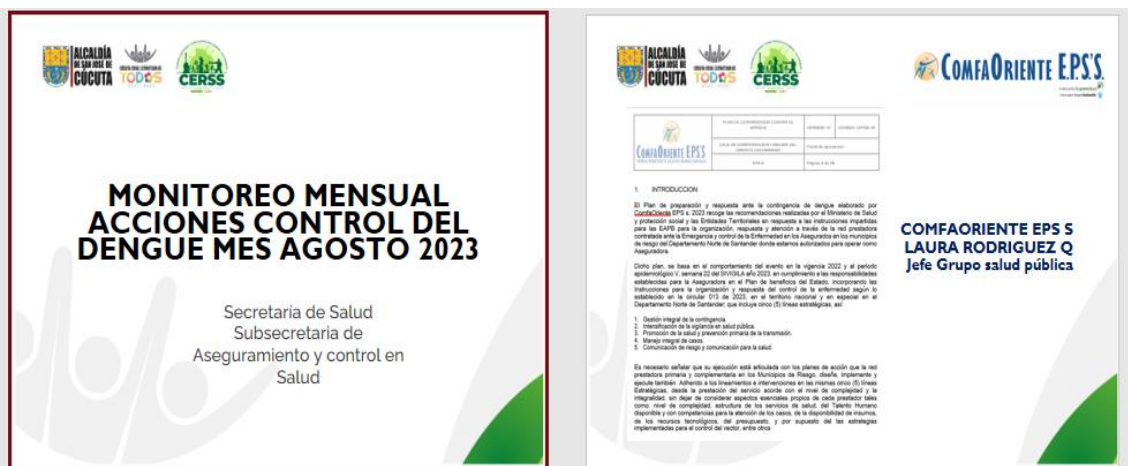 ALCALDÍA
DE SAN JOSÉ DE
CÚCUTA
TODOS
CERSS
MONITOREO MENSUAL
ACCIONES CONTROL DEL
DENGUE MES AGOSTO 2023
Secretaría de Salud
Subsecretaria de
Aseguramiento y control en
Salud
ALCALDÍA
DE SAN JOSÉ DE
CÚCUTA
TODOS
CERSS
COMFAORIENTE E.P.S'S.
COMFAORIENTE EPS'S
1. INTRODUCCION
El Plan de preparación y respuesta ante la contingencia de dengue elaborado por
ComfaOriente EPS s. 2023 recoge las recomendaciones realizadas por el Ministerio de Salud
y protección social y las Entidades Territoriales en respuesta a las instrucciones impartidas
para las EAPB para la organización, respuesta y atención a través de la red prestadora
contratada ante la Emergencia y control de la Enfermedad en los Asegurados en los municipios
de riesgo del Departamento Norte de Santander donde estamos autorizados para operar como
Aseguradora.
Dicho plan, se basa en el comportamiento del evento en la vigencia 2022 y al periodo
epidemiológico V, semana 22 del SIVIGILA año 2023, en cumplimiento a las responsabilidades
establecidas para la Aseguradora en el Plan de beneficios del Estado, incorporando las
Instrucciones para la organización y respuesta del control de la enfermedad según lo
establecido en la circular 013 de 2023, en el territorio nacional y en especial en el
Departamento Norte de Santander; que incluye cinco (5) líneas estratégicas, así:
1. Gestión integral de la contingencia.
2. Intensificación de la vigilancia en salud pública.
3. Promoción de la salud y prevención primaria de la transmisión.
4. Manejo integral de casos.
5. Comunicación de riesgo y comunicación para la salud.
Es necesario señalar que su ejecución está articulada con los planes de acción que la red
prestadora primaria y complementaria en los Municipios de Riesgo, diseñe, implemente y
ejecute también. Adherido a los lineamientos e intervenciones en las mismas cinco (5) líneas
Estratégicas, desde la prestación del servicio acorde con el nivel de complejidad y la
integralidad, sin dejar de considerar aspectos esenciales propios de cada prestador tales
como: nivel de complejidad, estructura de los servicios de salud, del Talento Humano
disponible y con competencias para la atención de los casos, de la disponibilidad de insumos,
de los recursos tecnológicos, del presupuesto, y por supuesto del las estrategias
implementadas para el control del vector, entre otros.
COMFAORIENTE EPS S
LAURA RODRIGUEZ Q
Jefe Grupo salud pública